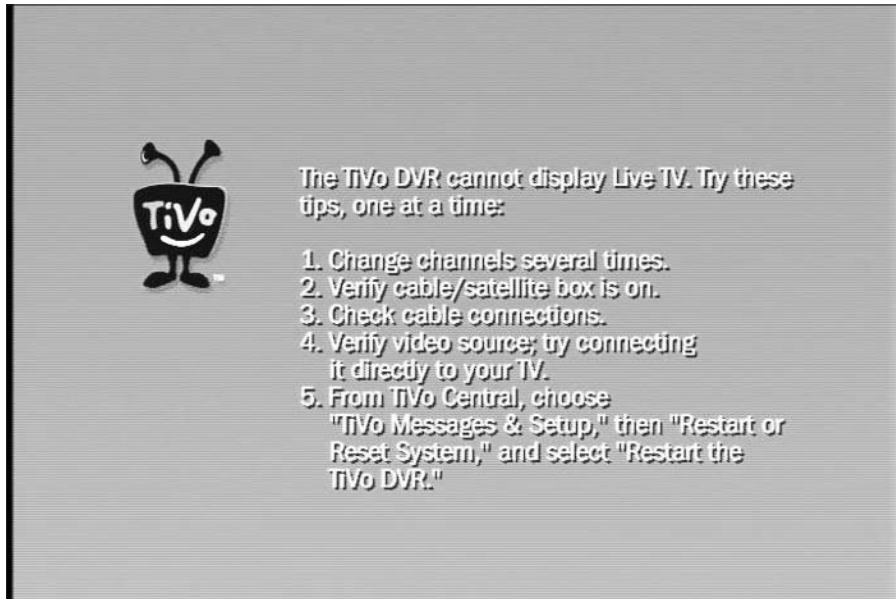 TiVo
The TiVo DVR cannot display Live TV. Try these
tips, one at a time:
1. Change channels several times.
2. Verify cable/satellite box is on.
3. Check cable connections.
4. Verify video source; try connecting
it directly to your TV.
5. From TiVo Central, choose
"TiVo Messages & Setup," then "Restart or
Reset System," and select "Restart the
TiVo DVR."